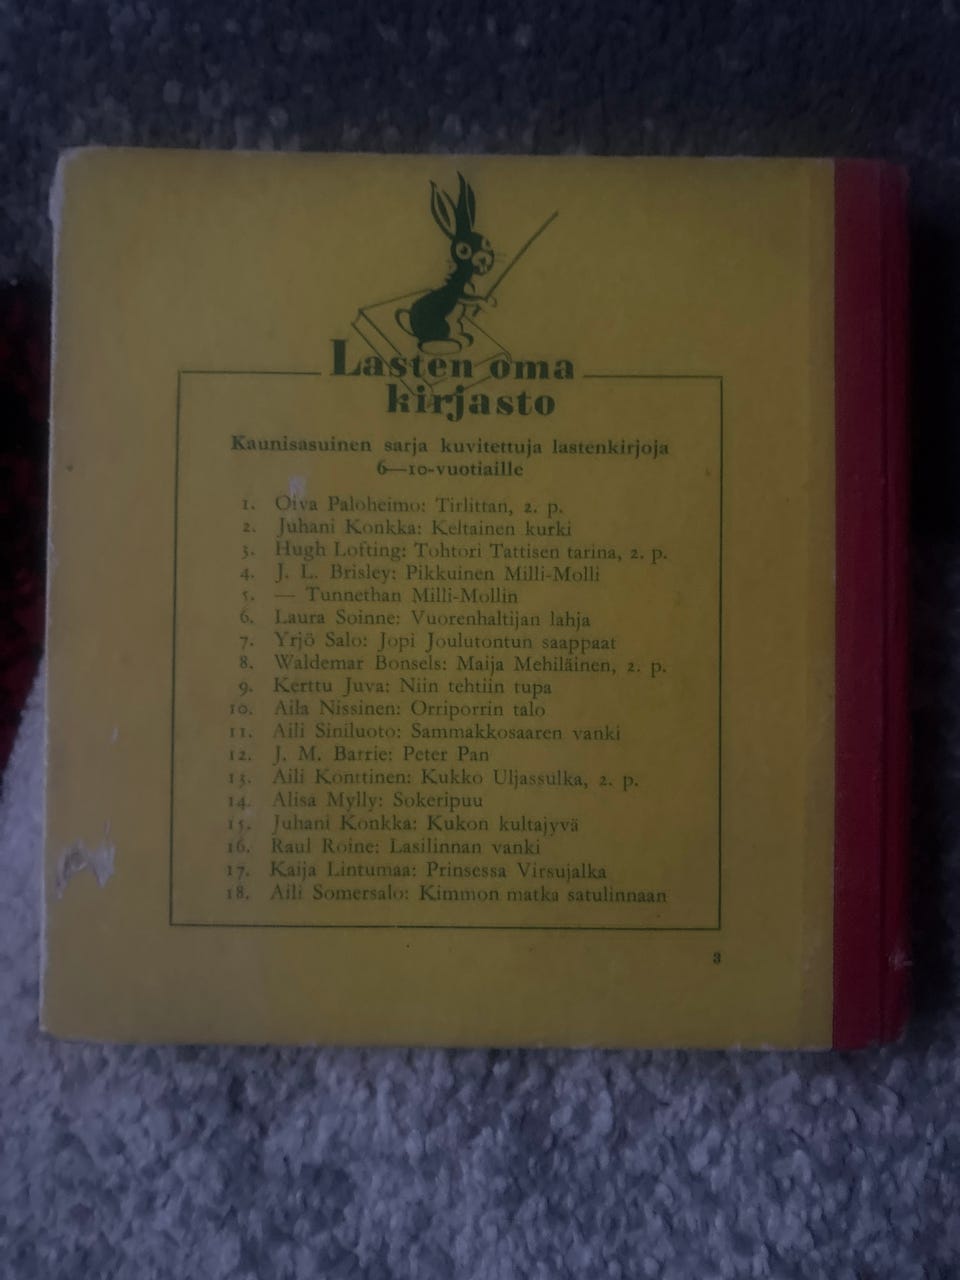 Lasten oma
kirjasto
Kaunisasuinen sarja kuvitettuja lastenkirjoja
6—10-vuotiaille
1. Oiva Paloheimo: Tirlittan, 2. p.
2. Juhani Konkka: Keltainen kurki
3. Hugh Lofting: Tohtori Tattisen tarina, 2. p.
4. J. L. Brisley: Pikkuinen Milli-Molli
5. — Tunnethan Milli-Mollin
6. Laura Soinne: Vuorenhaltijan lahja
7. Yrjö Salo: Jopi Joulutontun saappaat
8. Waldemar Bonsels: Maija Mehiläinen, 2. p.
9. Kerttu Juva: Niin tehtiin tupa
10. Aila Nissinen: Orriporrin talo
11. Aili Siniluoto: Sammakkosaaren vanki
12. J. M. Barrie: Peter Pan
13. Aili Konttinen: Kukko Uljassulka, 2. p.
14. Alisa Mylly: Sokeripuu
15. Juhani Konkka: Kukon kultajyvä
16. Raul Roine: Lasilinnan vanki
17. Kaija Lintumaa: Prinsessa Virsujalka
18. Aili Somersalo: Kimmon matka satulinnaan
3